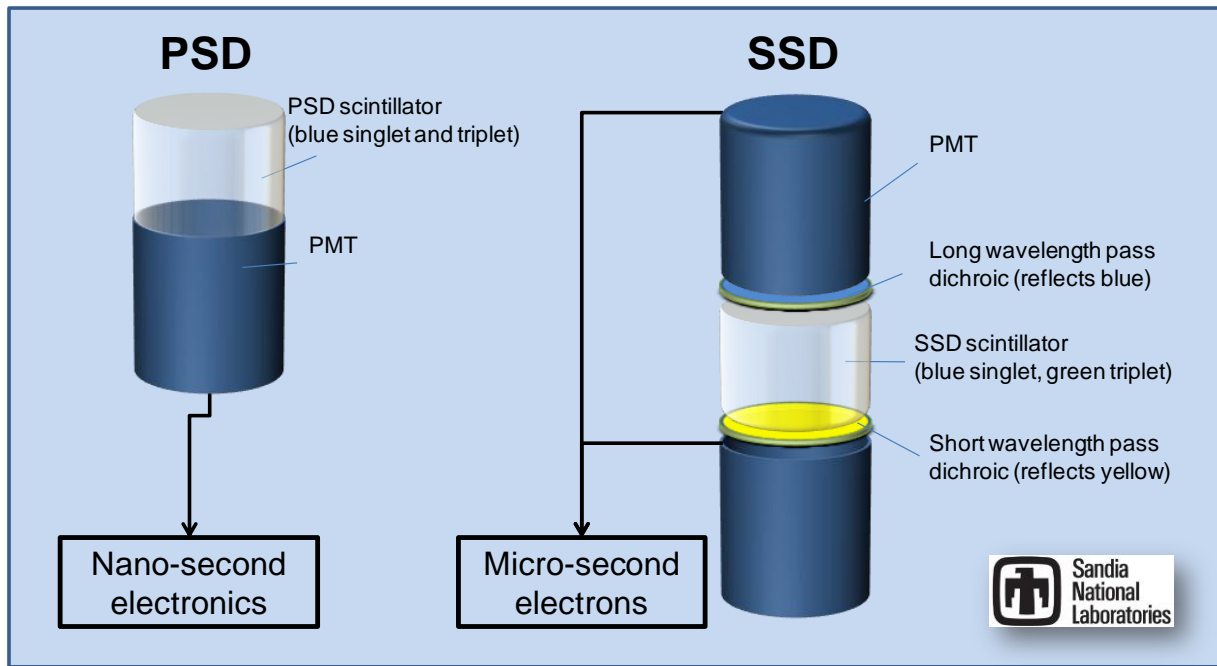 PSD
PSD scintillator
(blue singlet and triplet)
PMT
Nano-second
electronics
SSD
PMT
Long wavelength pass
dichroic (reflects blue)
SSD scintillator
(blue singlet, green triplet)
Short wavelength pass
dichroic (reflects yellow)
Micro-second
electrons
Sandia
National
Laboratories